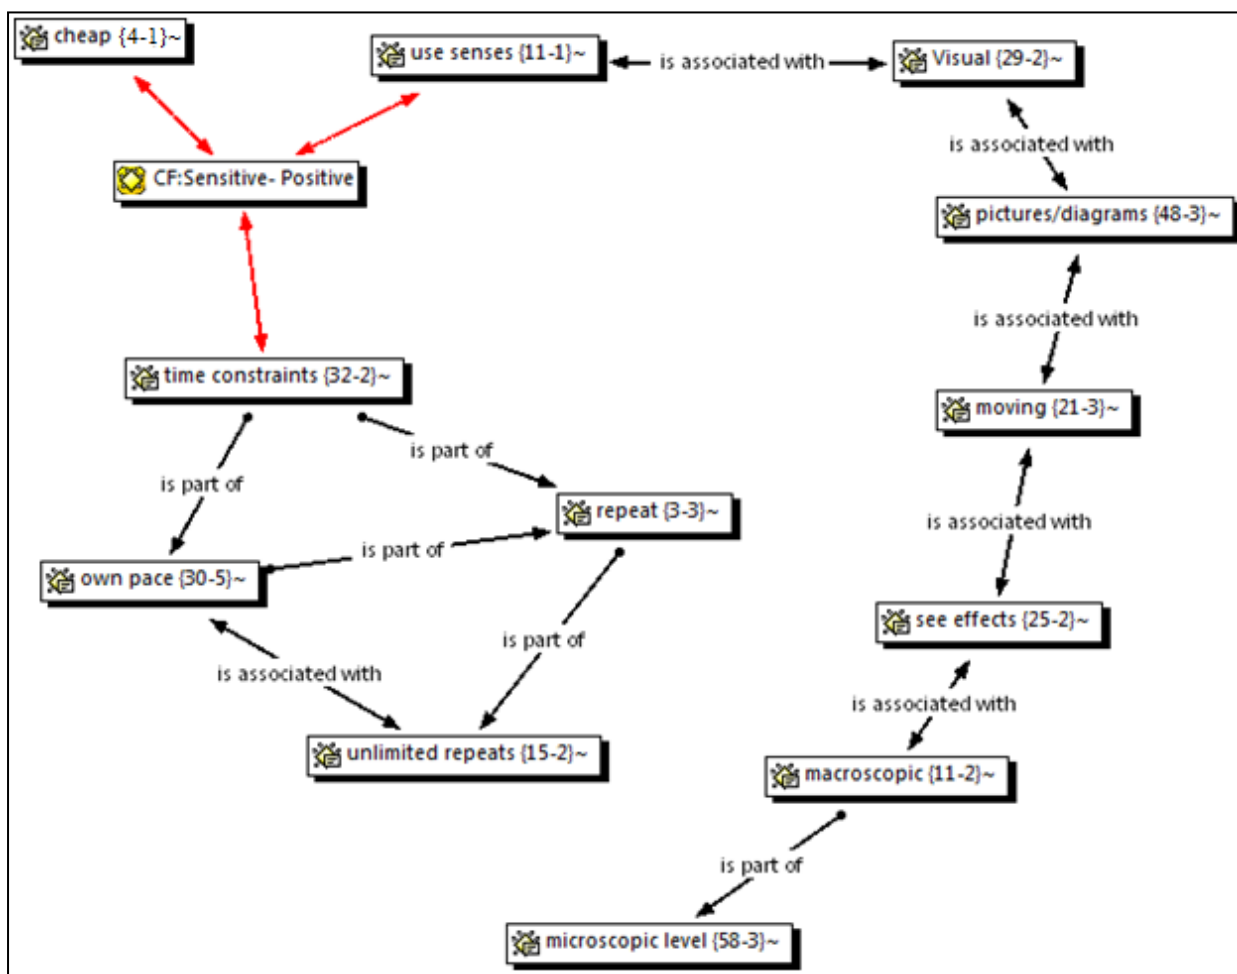 cheap {4-1}~
use senses {11-1}~
is associated with
Visual {29-2}~
is associated with
CF:Sensitive- Positive
pictures/diagrams {48-3}~
is associated with
time constraints {32-2}~
moving {21-3}~
is part of
is part of
repeat {3-3}~
is associated with
is part of
own pace {30-5}~
see effects {25-2}~
is part of
is associated with
is associated with
unlimited repeats {15-2}~
macroscopic {11-2}~
is part of
microscopic level {58-3}~